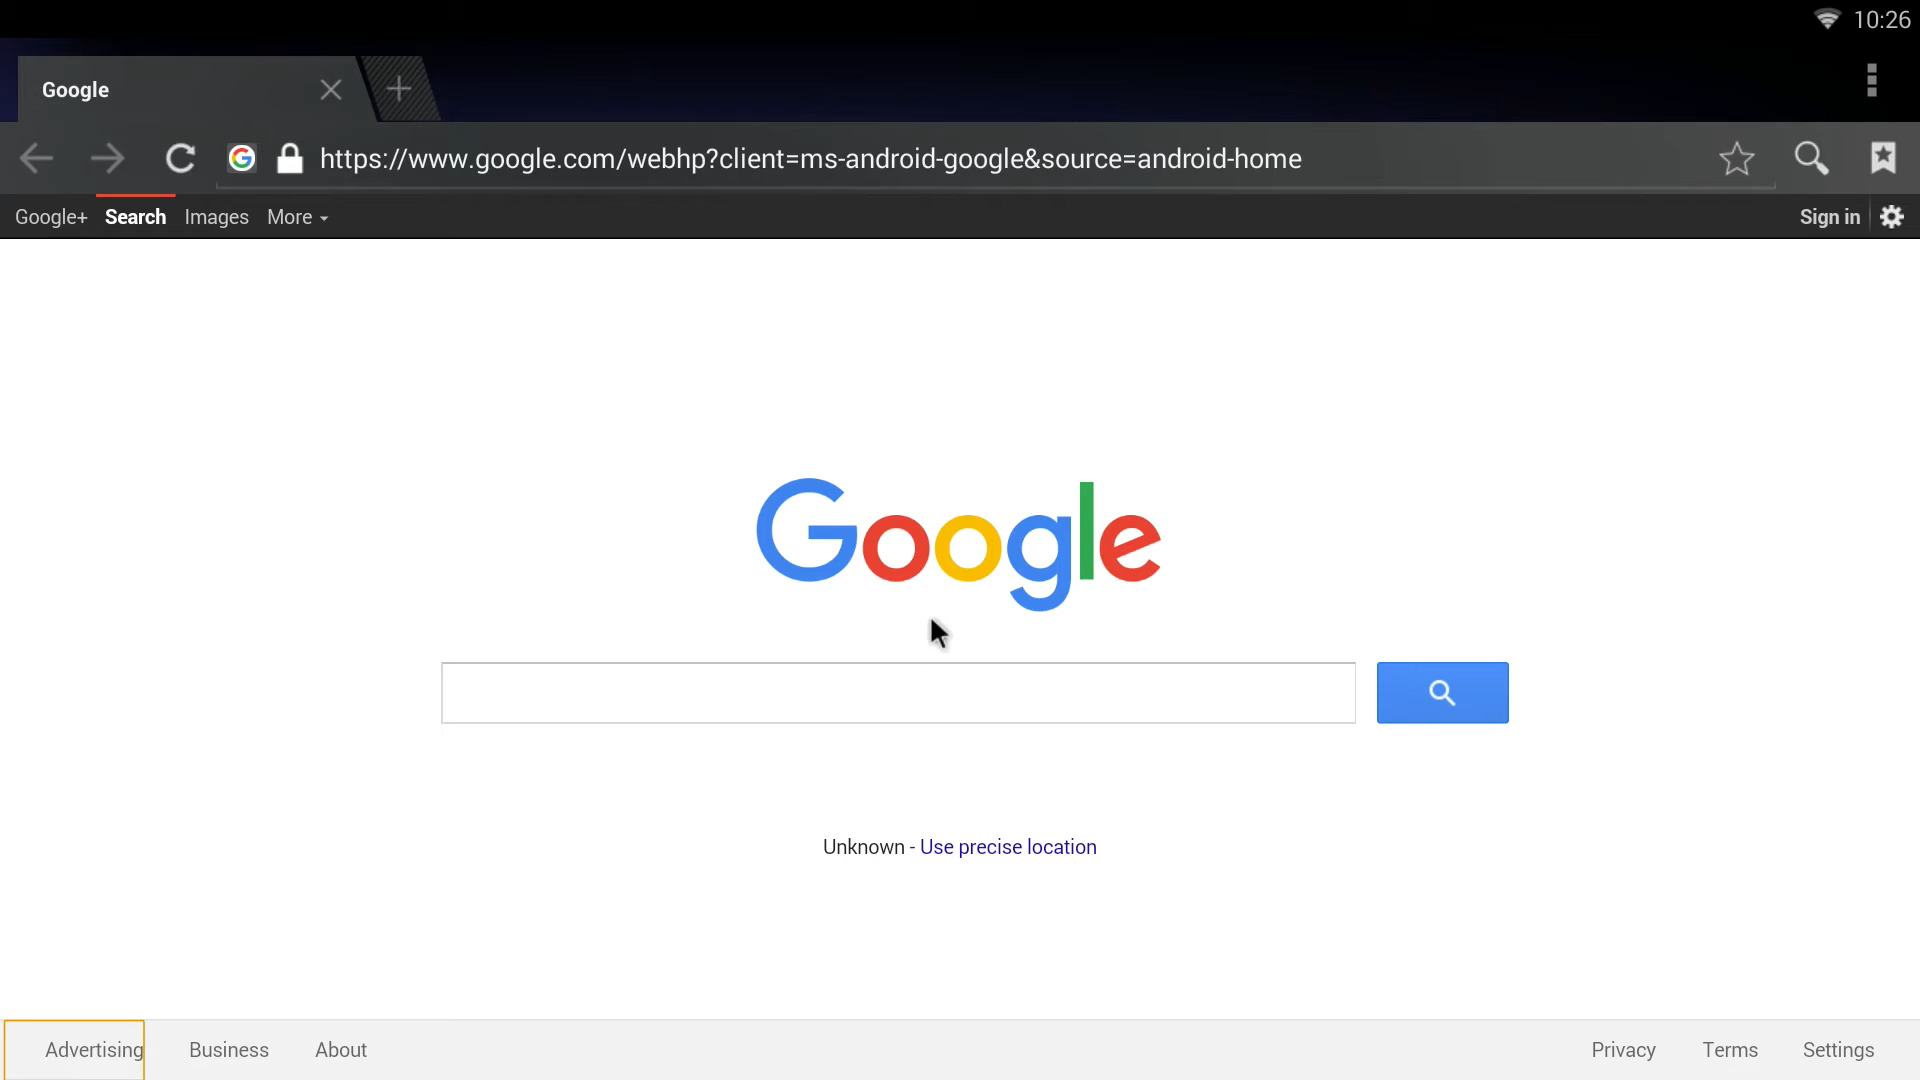 10:26
Google
https://www.google.com/webhp?client=ms-android-google&source=android-home
Google+ Search Images More Sign in
Google
Unknown - Use precise location
Advertising Business About Privacy Terms Settings